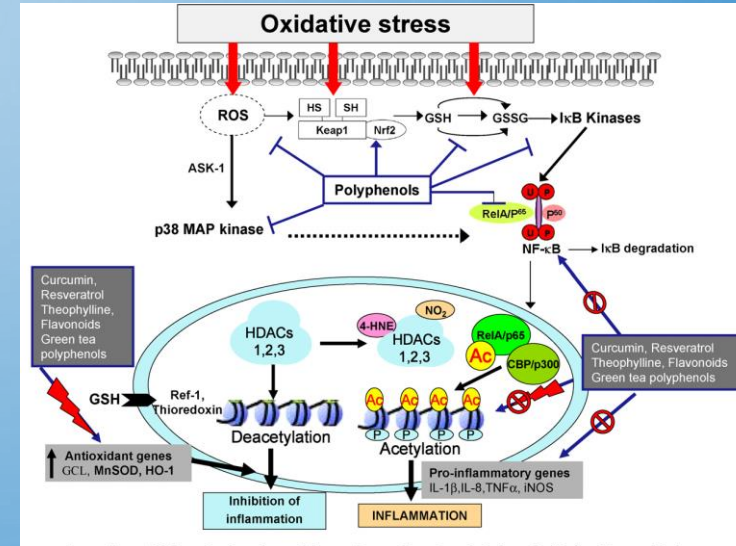 Oxidative stress
ROS
HS
SH
Keap1
Nrf2
GSH
GSSG
IκB Kinases
ASK-1
Polyphenols
U
P
RelA/P65
P50
U
P
p38 MAP kinase
NF-κB
IκB degradation
Curcumin,
Resveratrol
Theophylline,
Flavonoids
Green tea
polyphenols
HDACs
1,2,3
4-HNE
NO2
HDACs
1,2,3
RelA/p65
Ac
CBP/p300
Curcumin, Resveratrol
Theophylline, Flavonoids
Green tea polyphenols
GSH
Ref-1,
Thioredoxin
Ac
Ac
Ac
Ac
P
P
P
P
Deacetylation
Acetylation
Antioxidant genes
GCL, MnSOD, HO-1
Pro-inflammatory genes
IL-1β,IL-8,TNFα, iNOS
Inhibition of
inflammation
INFLAMMATION